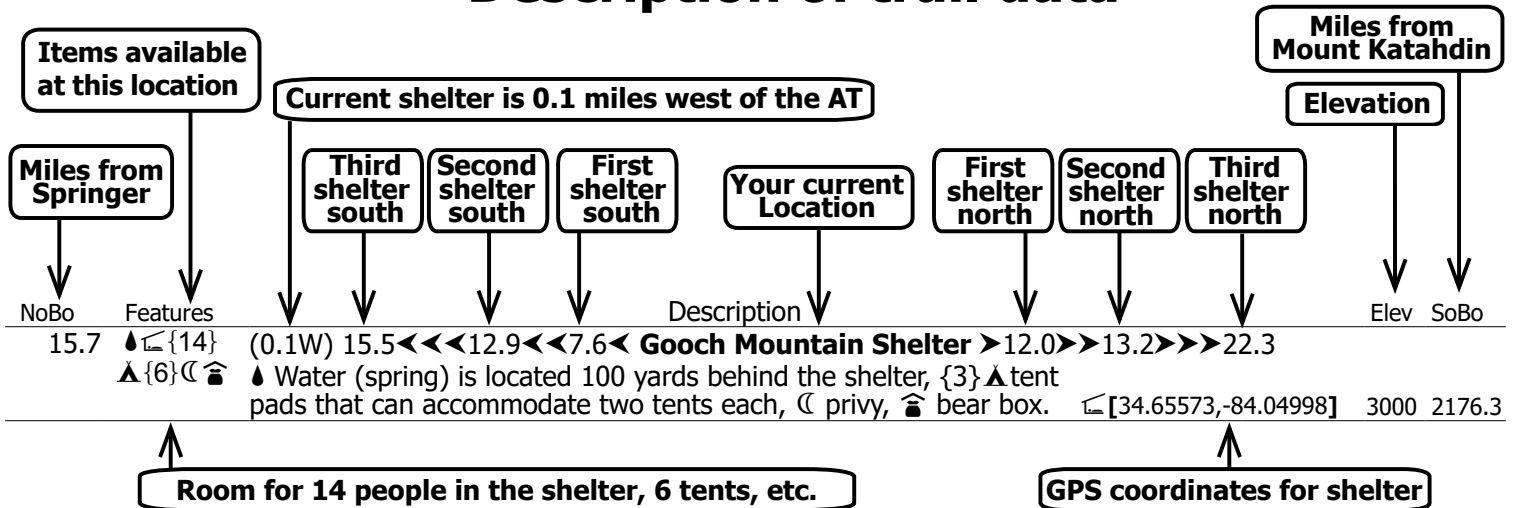 Description of trail data
Items available
at this location
Miles from
Mount Katahdin
Current shelter is 0.1 miles west of the AT
Elevation
Miles from
Springer
Third
shelter
south
Second
shelter
south
First
shelter
south
Your current
Location
First
shelter
north
Second
shelter
north
Third
shelter
north
NoBo Features Description Elev SoBo
15.7 {14} (0.1W) 15.5⮜⮜⮜12.9⮜⮜7.6⮜ Gooch Mountain Shelter ⮞12.0⮞⮞13.2⮞⮞⮞22.3
{6} Water (spring) is located 100 yards behind the shelter, {3} tent
pads that can accommodate two tents each, privy, bear box. [34.65573,-84.04998] 3000 2176.3
Room for 14 people in the shelter, 6 tents, etc.
GPS coordinates for shelter